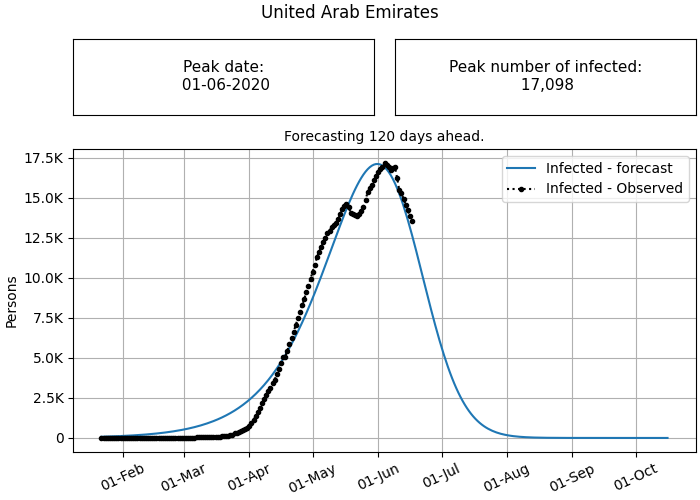 United Arab Emirates
Peak date:
01-06-2020
Peak number of infected:
17,098
Forecasting 120 days ahead.
Infected - forecast
Infected - Observed
17.5K
15.0K
12.5K
10.0K
7.5K
5.0K
2.5K
0
Persons
01-Feb
01-Mar
01-Apr
01-May
01-Jun
01-Jul
01-Aug
01-Sep
01-Oct